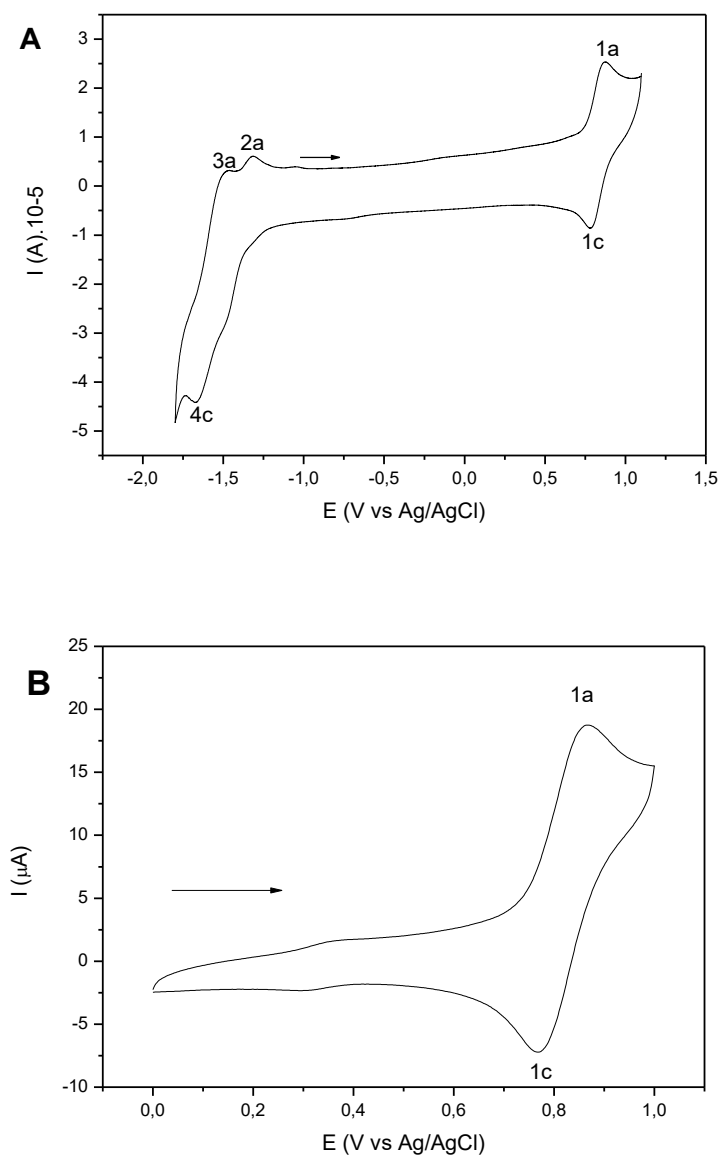 A
3
2
1
0
-1
-2
-3
-4
-5
I (A).10-5
1a
2a
3a
1c
4c
-2,0 -1,5 -1,0 -0,5 0,0 0,5 1,0 1,5
E (V vs Ag/AgCl)
B
25
20
15
10
5
0
-5
-10
I (μA)
1a
1c
0,0 0,2 0,4 0,6 0,8 1,0
E (V vs Ag/AgCl)